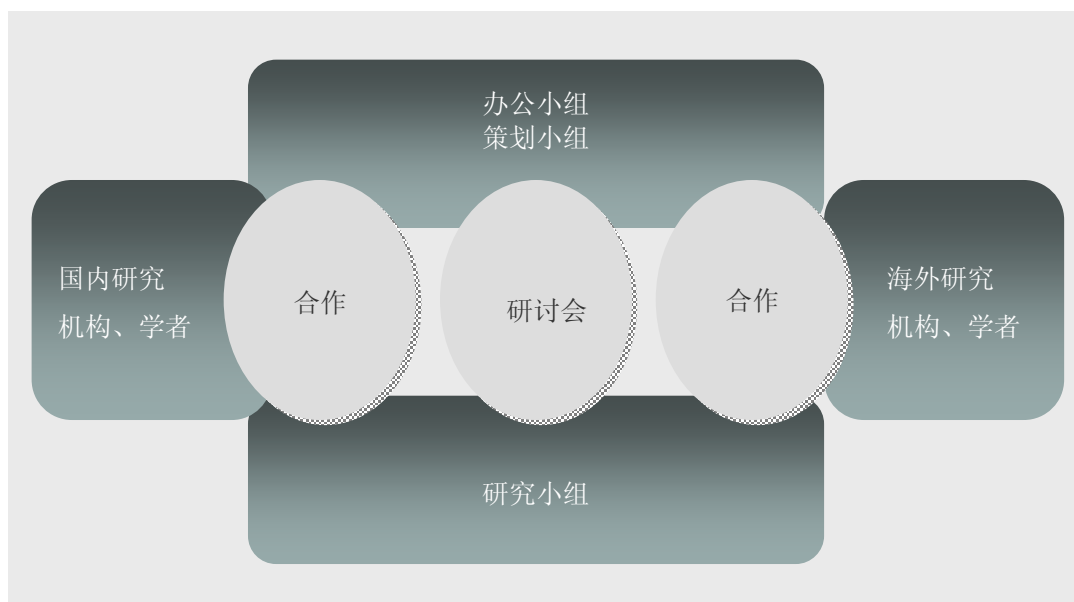 办公小组
策划小组
国内研究
机构、学者
合作
研讨会
合作
海外研究
机构、学者
研究小组